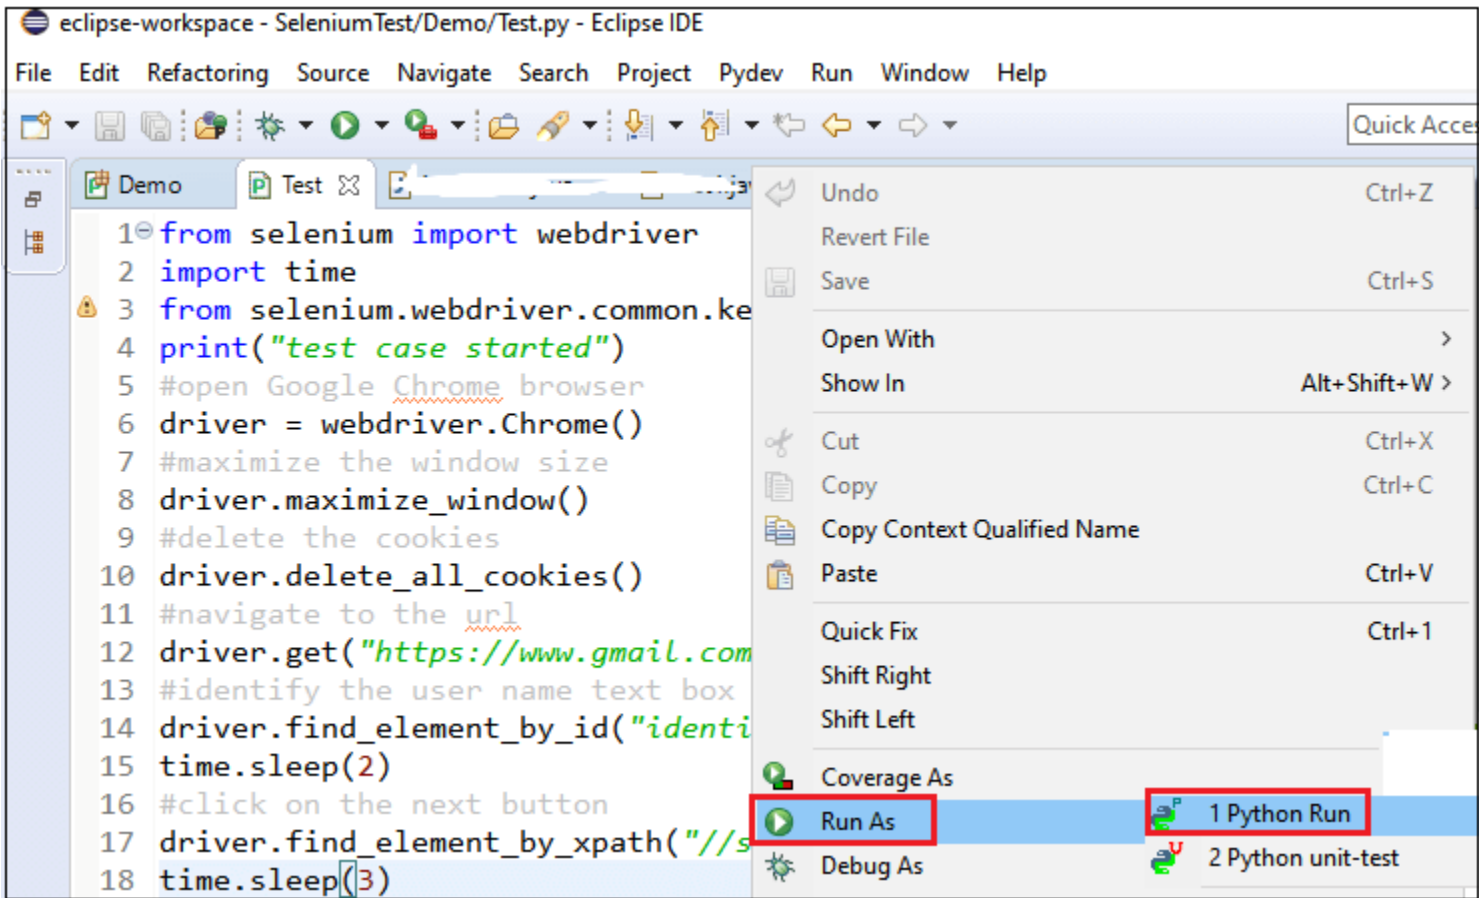 eclipse-workspace - SeleniumTest/Demo/Test.py - Eclipse IDE
File Edit Refactoring Source Navigate Search Project Pydev Run Window Help
Quick Acce
Demo Test
1 from selenium import webdriver
2 import time
3 from selenium.webdriver.common.ke
4 print("test case started")
5 #open Google Chrome browser
6 driver = webdriver.Chrome()
7 #maximize the window size
8 driver.maximize_window()
9 #delete the cookies
10 driver.delete_all_cookies()
11 #navigate to the url
12 driver.get("https://www.gmail.com
13 #identify the user name text box
14 driver.find_element_by_id("identi
15 time.sleep(2)
16 #click on the next button
17 driver.find_element_by_xpath("//s
18 time.sleep(3)
Undo Ctrl+Z
Revert File
Save Ctrl+S
Open With
Show In Alt+Shift+W >
Cut Ctrl+X
Copy Ctrl+C
Copy Context Qualified Name
Paste Ctrl+V
Quick Fix Ctrl+1
Shift Right
Shift Left
Coverage As
Run As
Debug As
1 Python Run
2 Python unit-test